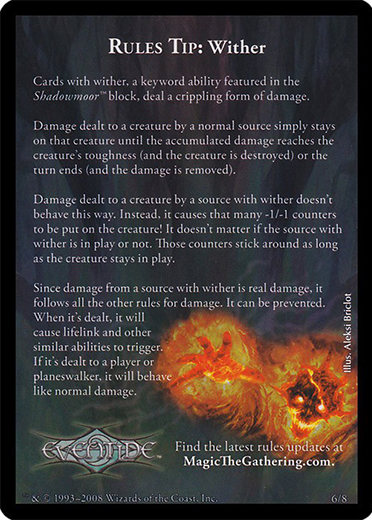 RULES TIP: WITHER
Cards with wither, a keyword ability featured in the
Shadowmoor™ block, deal a crippling form of damage.
Damage dealt to a creature by a normal source simply stays
on that creature until the accumulated damage reaches the
creature's toughness (and the creature is destroyed) or the
turn ends (and the damage is removed).
Damage dealt to a creature by a source with wither doesn't
behave this way. Instead, it causes that many -1/-1 counters
to be put on the creature! It doesn't matter if the source with
wither is in play or not. Those counters stick around as long
as the creature stays in play.
Since damage from a source with wither is real damage, it
follows all the other rules for damage. It can be prevented.
When it's dealt, it will
cause lifelink and other
similar abilities to trigger.
If it's dealt to a player or
planeswalker, it will behave
like normal damage.
Illus. Aleksi Briclot
EVENTIDE™
Find the latest rules updates at
MagicTheGathering.com.
™ & © 1993–2008 Wizards of the Coast, Inc.
6/8